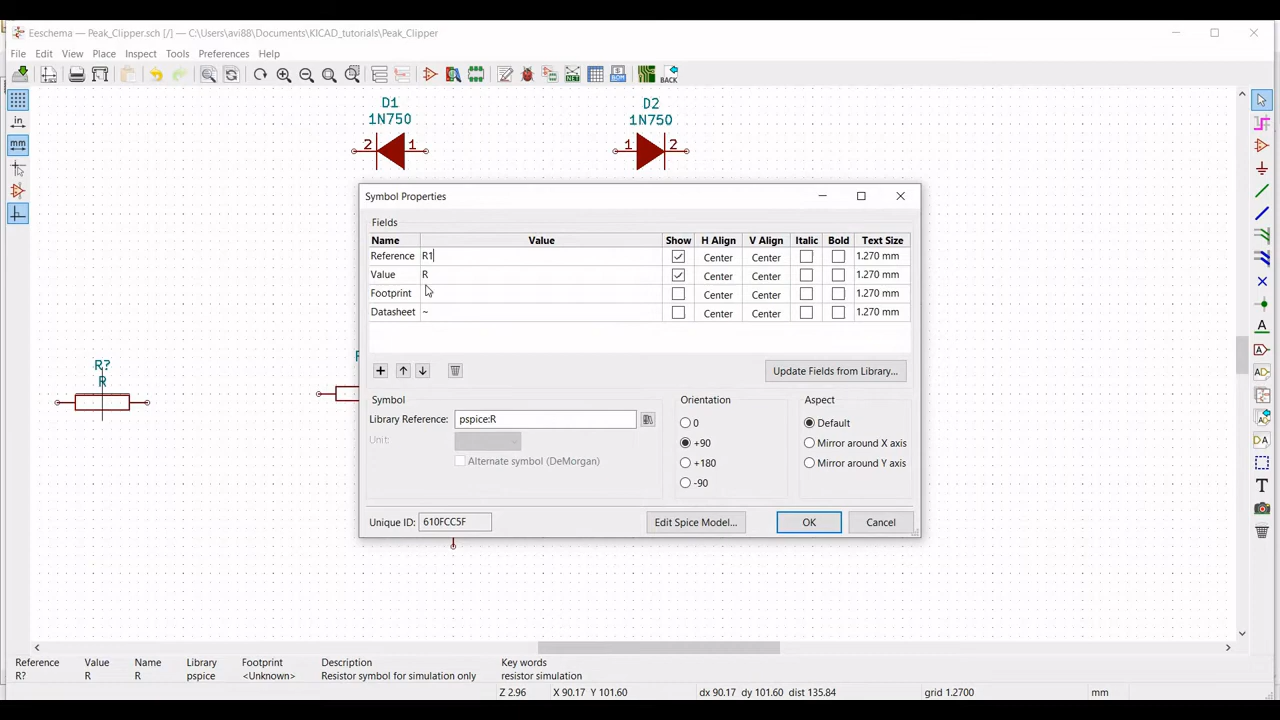 Eeschema — Peak_Clipper.sch [/] — C:\Users\avi88\Documents\KICAD_tutorials\Peak_Clipper
File Edit View Place Inspect Tools Preferences Help
BACK
in
mm
D1
1N750
2 1
D2
1N750
1 2
Symbol Properties
Fields
Name Value Show H Align V Align Italic Bold Text Size
Reference R1 Center Center 1.270 mm
Value R Center Center 1.270 mm
Footprint Center Center 1.270 mm
Datasheet ~ Center Center 1.270 mm
Update Fields from Library...
R?
R
Symbol
Library Reference: pspice:R
Unit:
Alternate symbol (DeMorgan)
Orientation
0
+90
+180
-90
Aspect
Default
Mirror around X axis
Mirror around Y axis
Unique ID: 610FCC5F
Edit Spice Model... OK Cancel
Reference Value Name Library Footprint Description Key words
R? R R pspice <Unknown> Resistor symbol for simulation only resistor simulation
Z 2.96 X 90.17 Y 101.60 dx 90.17 dy 101.60 dist 135.84 grid 1.2700 mm